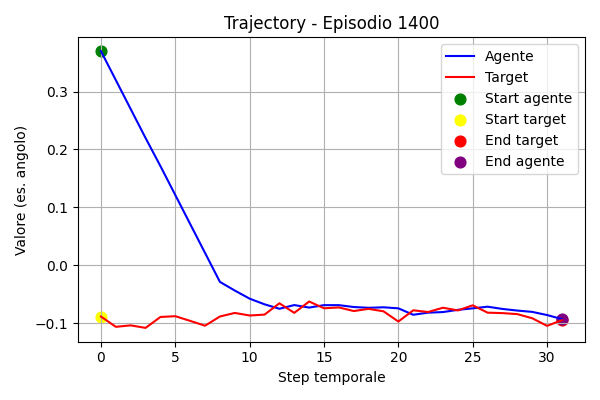 Trajectory - Episodio 1400
Agente
Target
Start agente
Start target
End target
End agente
Valore (es. angolo)
0.3
0.2
0.1
0.0
−0.1
0
5
10
15
20
25
30
Step temporale